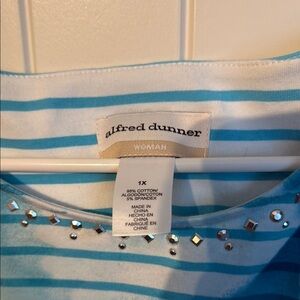 alfred dunner
WOMAN
1X
95% COTTON/
ALGODON/COTON
5% SPANDEX
MADE IN
CHINA
HECHO EN
CHINA
FABRIQUÉ EN
CHINE